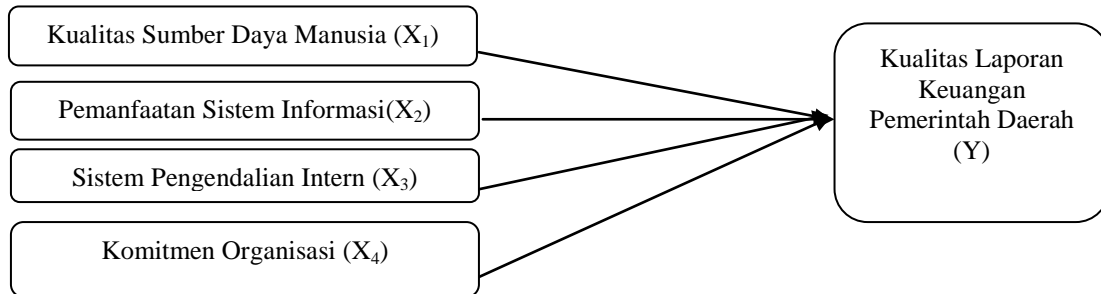 Kualitas Sumber Daya Manusia (X₁)
Pemanfaatan Sistem Informasi(X₂)
Sistem Pengendalian Intern (X₃)
Komitmen Organisasi (X₄)
Kualitas Laporan
Keuangan
Pemerintah Daerah
(Y)